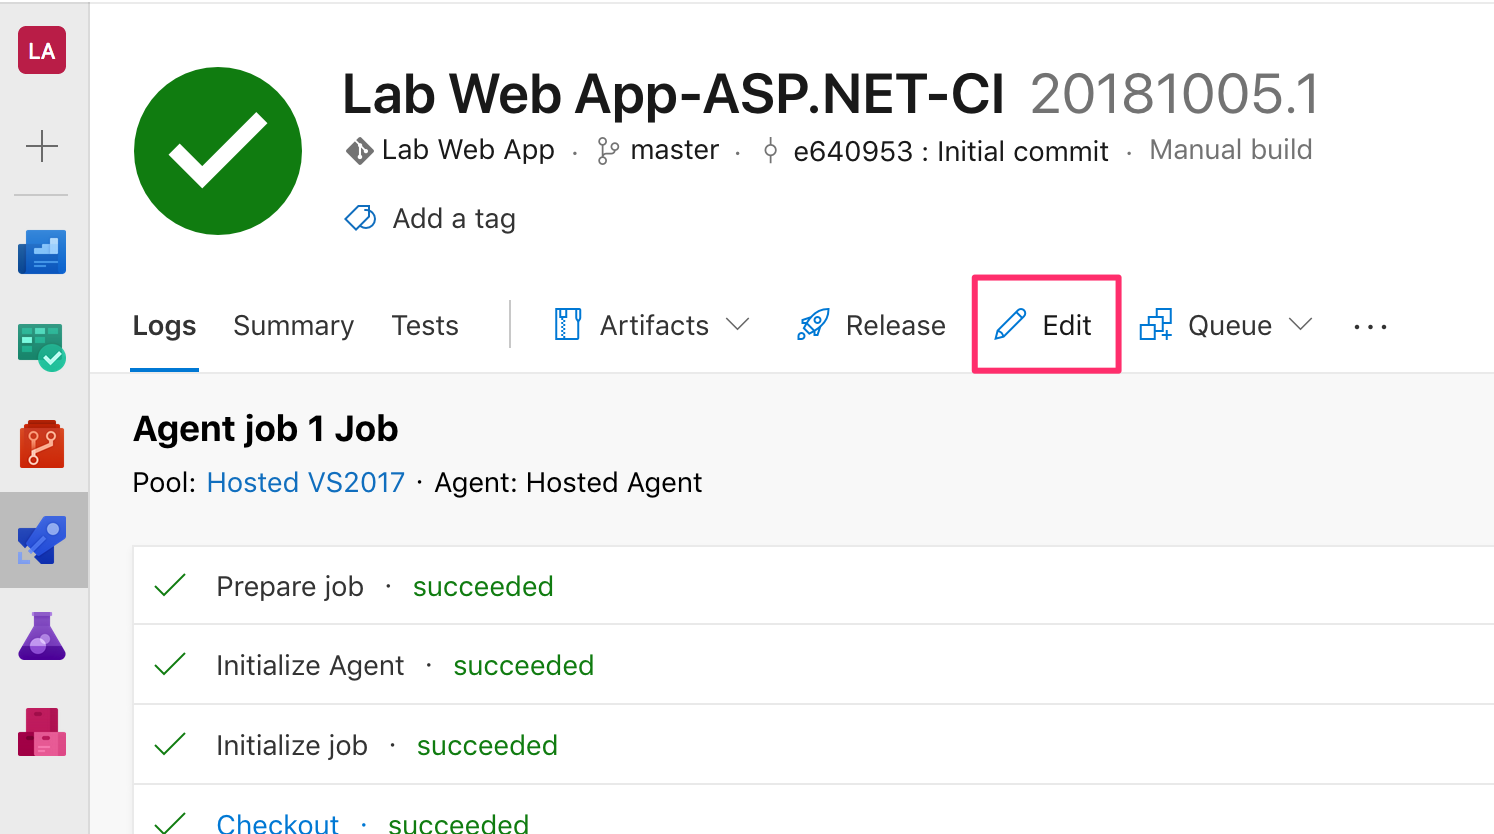 LA
Lab Web App-ASP.NET-CI 20181005.1
Lab Web App · master · e640953 : Initial commit · Manual build
Add a tag
Logs Summary Tests Artifacts Release Edit Queue ...
Agent job 1 Job
Pool: Hosted VS2017 · Agent: Hosted Agent
Prepare job · succeeded
Initialize Agent · succeeded
Initialize job · succeeded
Checkout · succeeded